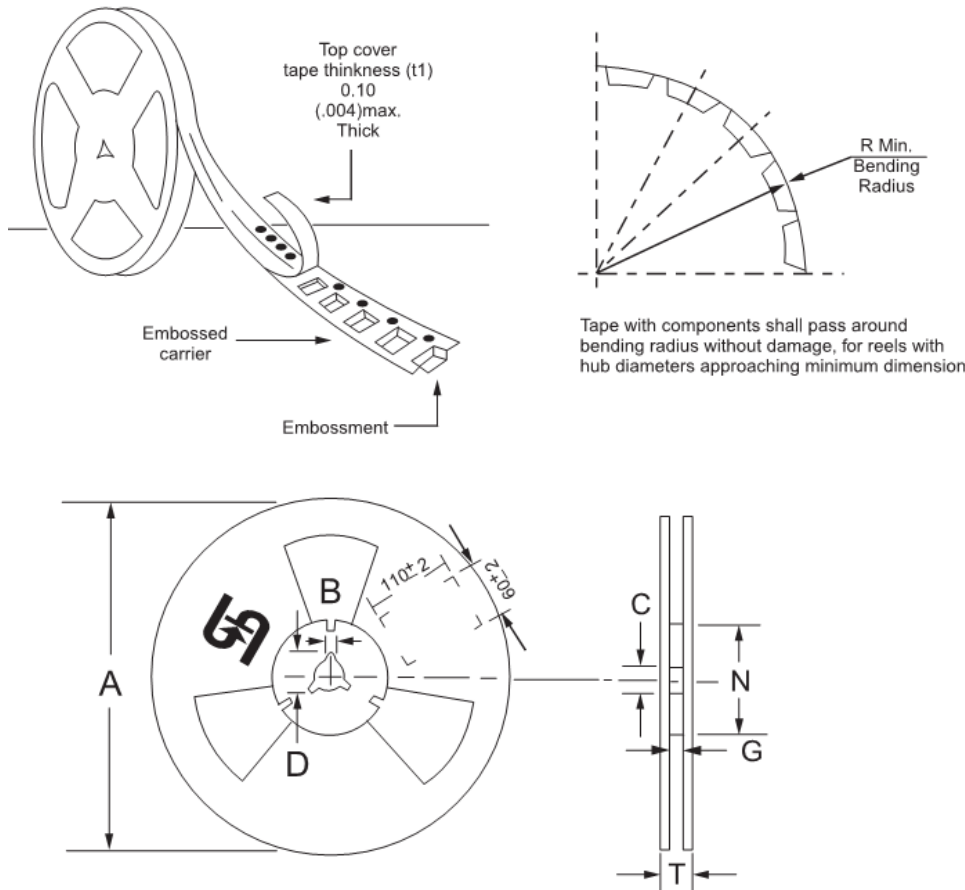 Top cover
tape thinkness (t1)
0.10
(.004)max.
Thick
R Min.
Bending
Radius
Embossed
carrier
Embossment
Tape with components shall pass around
bending radius without damage, for reels with
hub diameters approaching minimum dimension
A
B
110±2
60±2
D
C
N
G
T